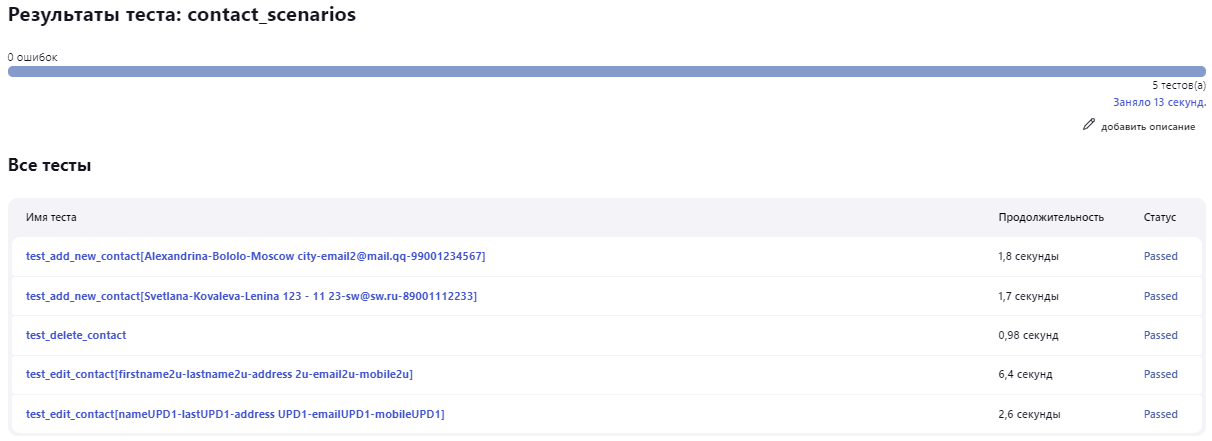 Результаты теста: contact_scenarios
0 ошибок
5 тестов(а)
Заняло 13 секунд.
добавить описание
Все тесты
Имя теста Продолжительность Статус
test_add_new_contact[Alexandrina-Bololo-Moscow city-email2@mail.qq-99001234567] 1,8 секунды Passed
test_add_new_contact[Svetlana-Kovaleva-Lenina 123 - 11 23-sw@sw.ru-89001112233] 1,7 секунды Passed
test_delete_contact 0,98 секунд Passed
test_edit_contact[firstname2u-lastname2u-address 2u-email2u-mobile2u] 6,4 секунд Passed
test_edit_contact[nameUPD1-lastUPD1-address UPD1-emailUPD1-mobileUPD1] 2,6 секунды Passed